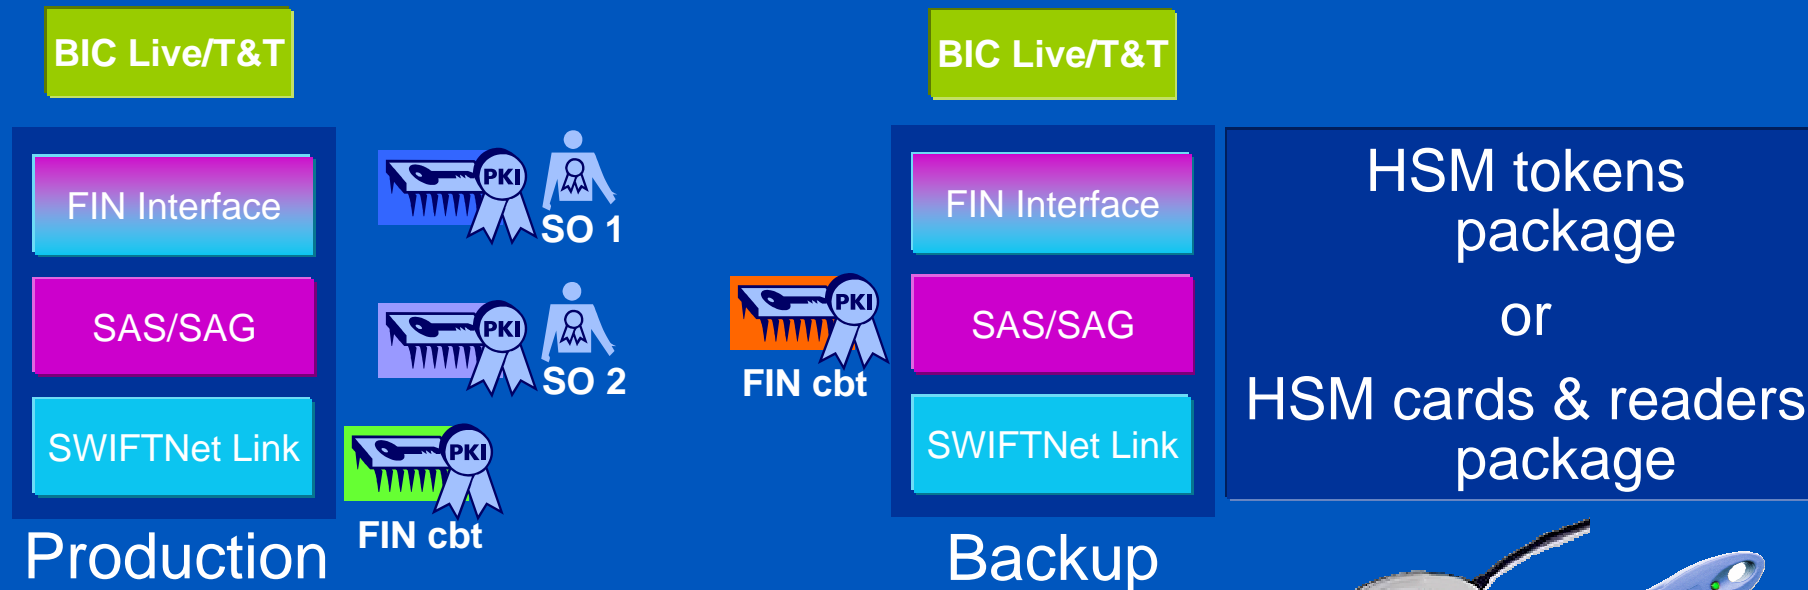 BIC Live/T&T
FIN Interface
SAS/SAG
SWIFTNet Link
Production
PKI
SO 1
PKI
SO 2
PKI
FIN cbt
PKI
FIN cbt
BIC Live/T&T
FIN Interface
SAS/SAG
SWIFTNet Link
Backup
HSM tokens
package
or
HSM cards & readers
package